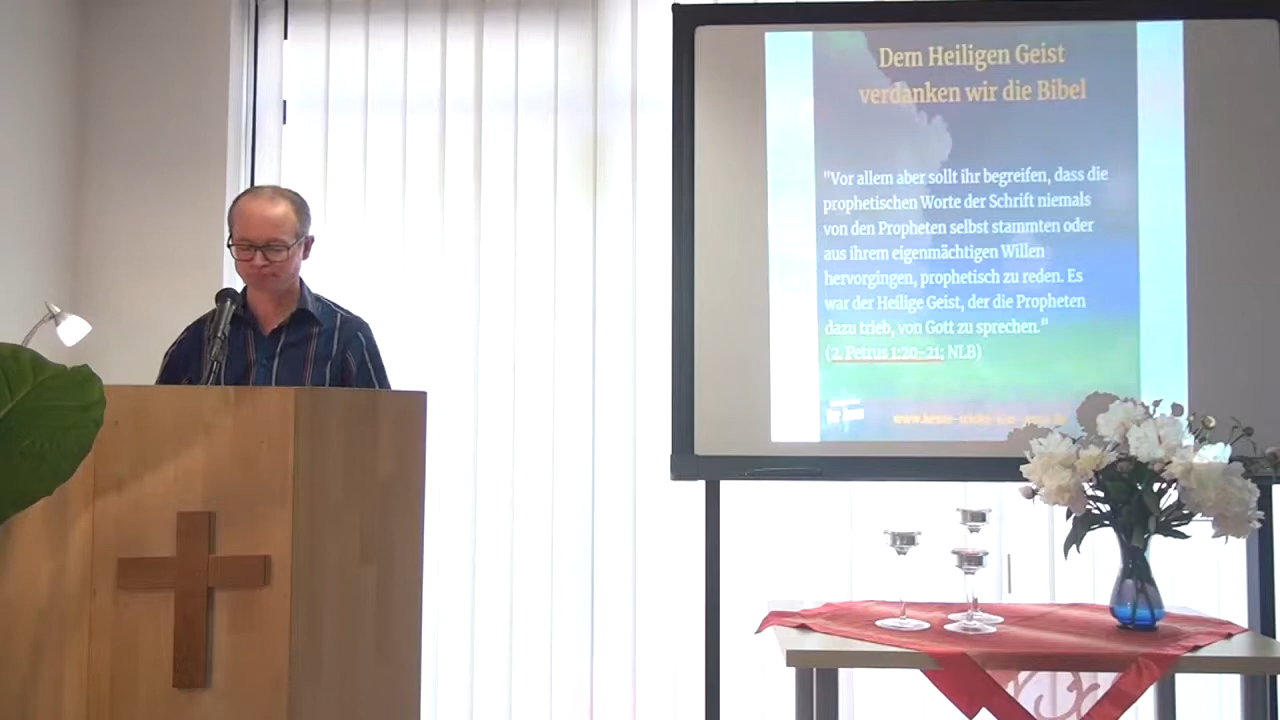 Dem Heiligen Geist
verdanken wir die Bibel
"Vor allem aber sollt ihr begreifen, dass die
prophetischen Worte der Schrift niemals
von den Propheten selbst stammten oder
aus ihrem eigenmächtigen Willen
hervorgingen, prophetisch zu reden. Es
war der Heilige Geist, der die Propheten
dazu trieb, von Gott zu sprechen."
(2. Petrus 1:20-21; NLB)